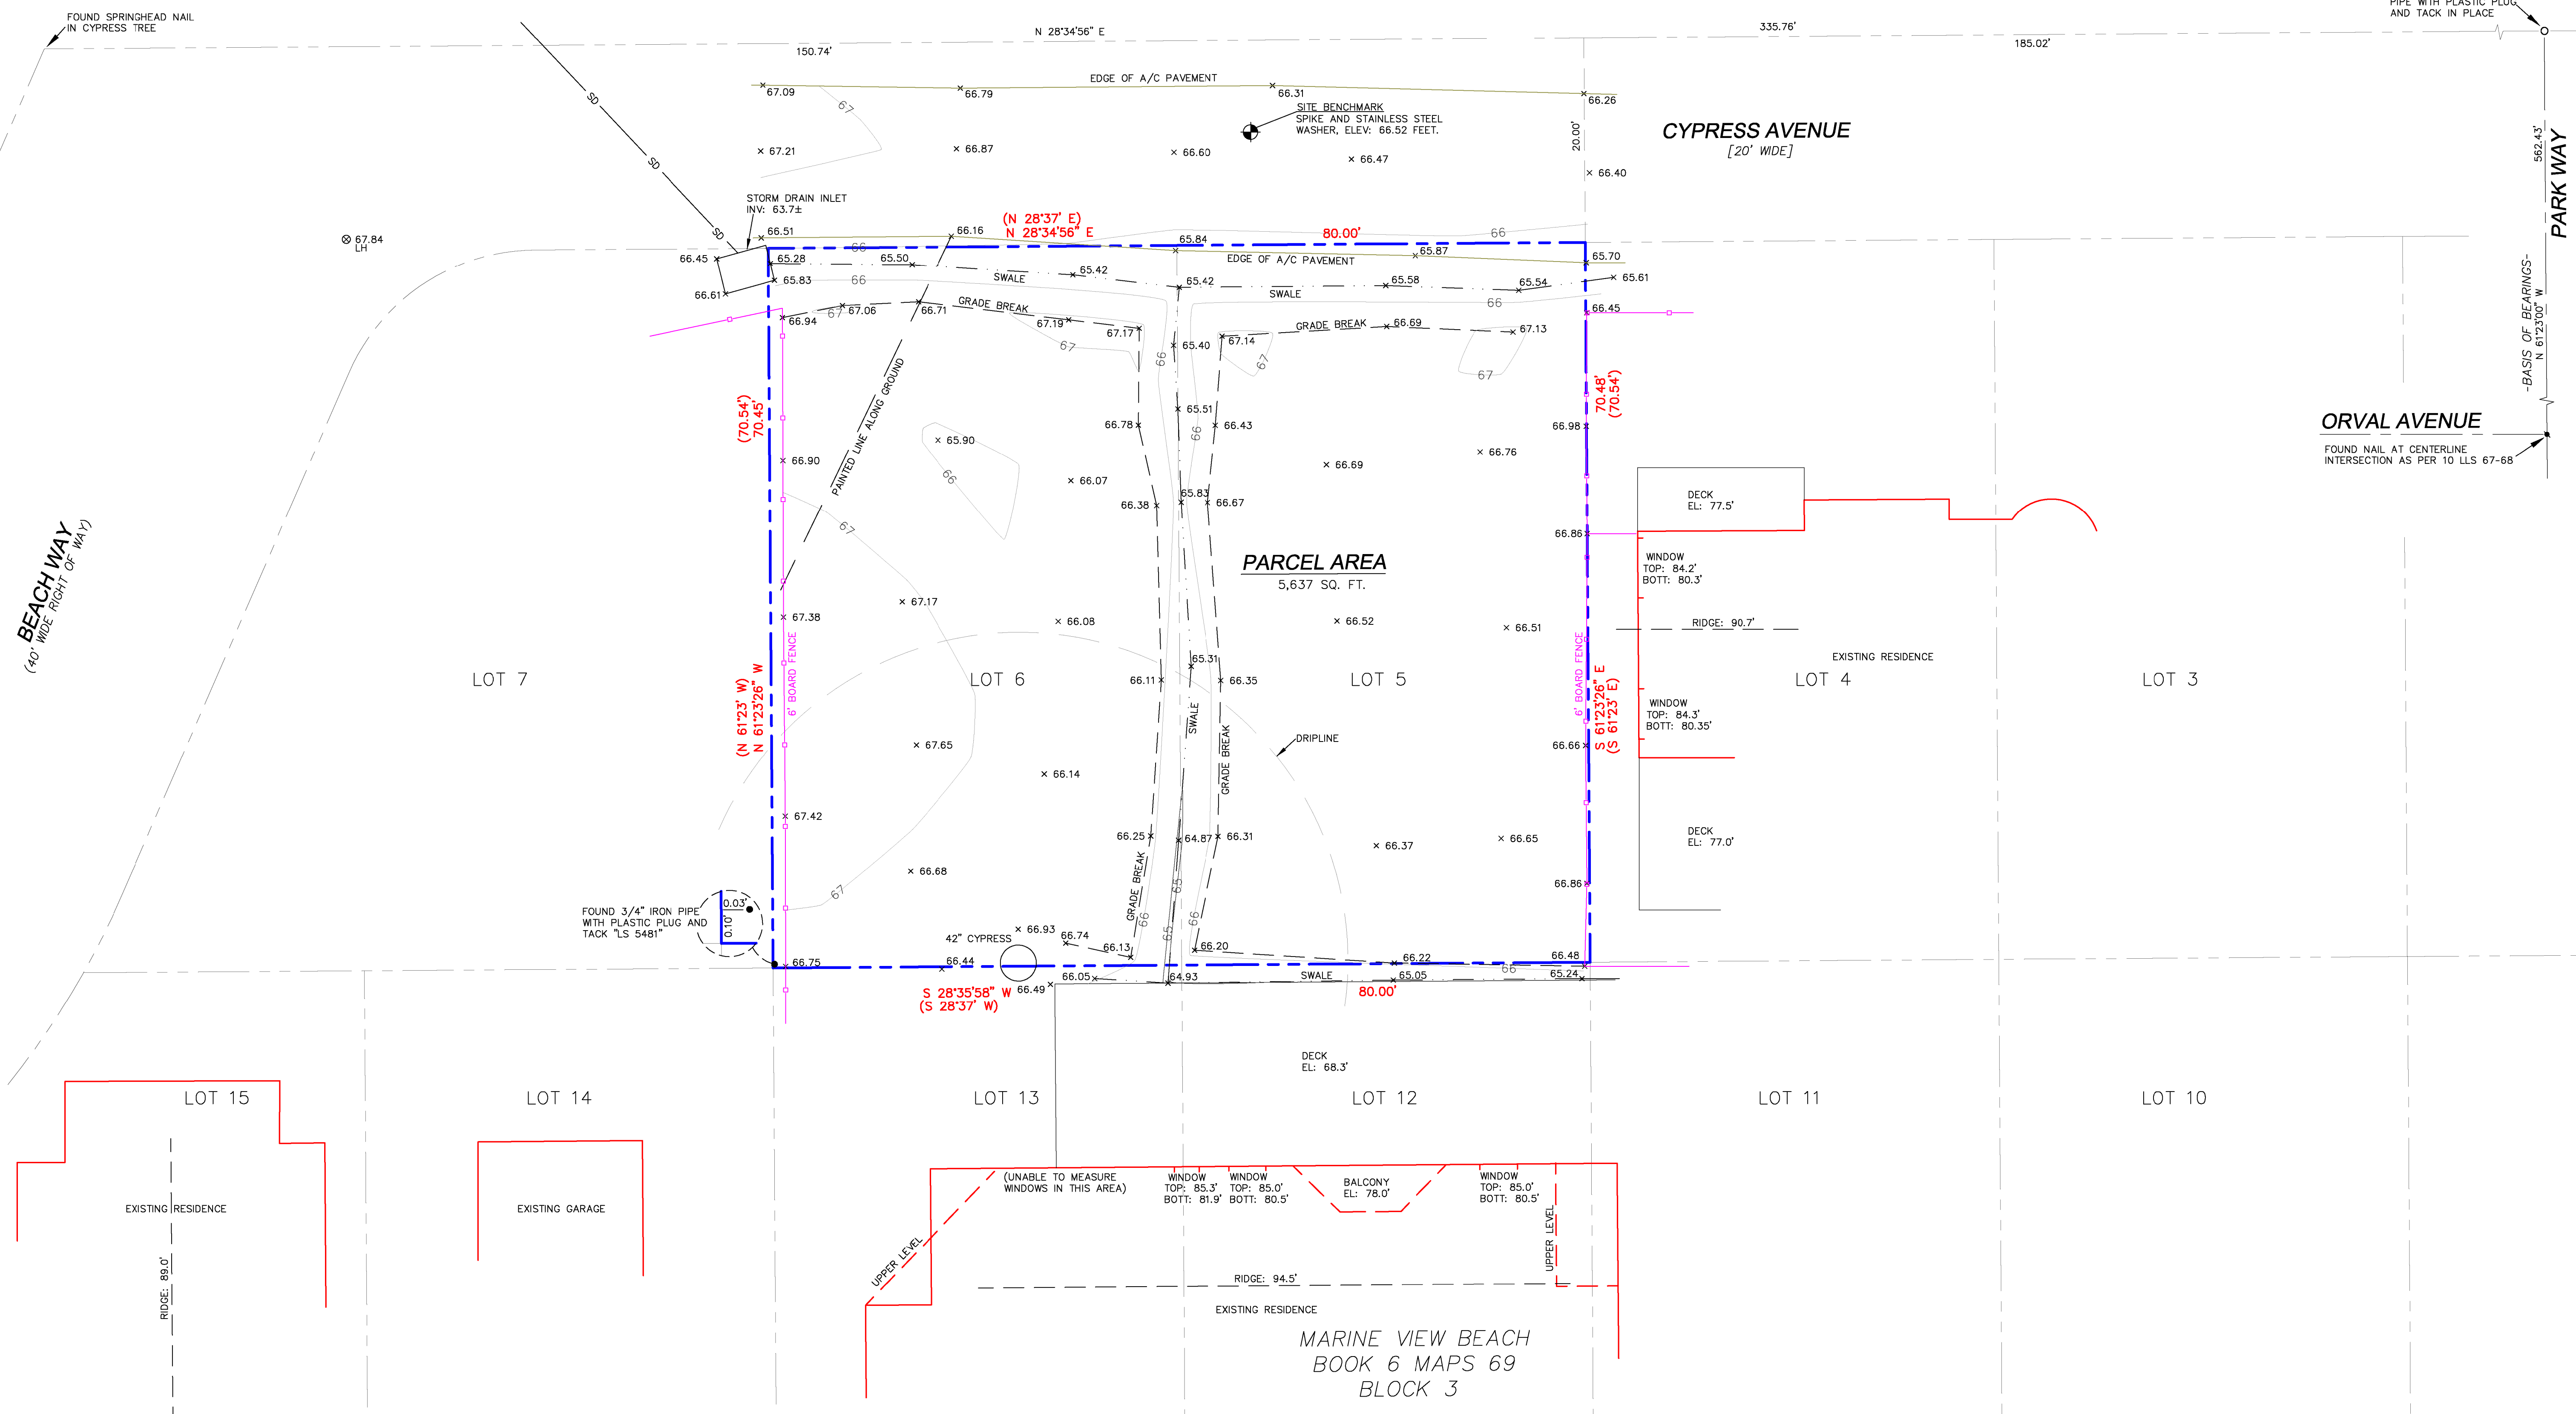 FOUND SPRINGHEAD NAIL
IN CYPRESS TREE
N 28°34'56" E
150.74'
335.76'
185.02'
PIPE WITH PLASTIC PLUG
AND TACK IN PLACE
EDGE OF A/C PAVEMENT
67.09
67
66.79
66.31
66.26
SITE BENCHMARK
SPIKE AND STAINLESS STEEL
WASHER, ELEV: 66.52 FEET.
20.00'
CYPRESS AVENUE
[20' WIDE]
562.43'
PARK WAY
67.21
66.87
66.60
66.47
66.40
SD
SD
SD
STORM DRAIN INLET
INV: 63.7±
67.84
LH
(N 28°37' E)
N 28°34'56" E
80.00'
66.51
66.16
65.84
66
66
66.45
65.28
65.50
65.42
EDGE OF A/C PAVEMENT
65.87
65.70
66.61
65.83
66
SWALE
65.42
SWALE
65.58
65.54
65.61
66
66.94
67
67.06
66.71
GRADE BREAK
67.19
67.17
67
66
65.40
67.14
67
GRADE BREAK
66.69
67.13
67
66.45
-BASIS OF BEARINGS-
N 61°23'00" W
(70.54')
70.45'
PAINTED LINE ALONG GROUND
70.48'
(70.54')
ORVAL AVENUE
FOUND NAIL AT CENTERLINE
INTERSECTION AS PER 10 LLS 67-68
65.90
66
66.78
65.51
66.43
66
66.98
66.90
66.07
66.69
66.76
66.38
65.83
66.67
67
DECK
EL: 77.5'
66.86
BEACH WAY
(40' WIDE RIGHT OF WAY)
PARCEL AREA
5,637 SQ. FT.
WINDOW
TOP: 84.2'
BOTT: 80.3'
67.38
67.17
66.08
66.52
66.51
RIDGE: 90.7'
EXISTING RESIDENCE
6' BOARD FENCE
6' BOARD FENCE
LOT 7
LOT 6
LOT 5
LOT 4
LOT 3
66.11
65.31
66.35
(N 61°23' W)
N 61°23'26" W
S 61°23'26" E
(S 61°23' E)
WINDOW
TOP: 84.3'
BOTT: 80.35'
SWALE
GRADE BREAK
DRIPLINE
67.65
66.14
66.66
67.42
66.25
64.87
66.31
66.37
66.65
DECK
EL: 77.0'
66.68
67
GRADE BREAK
65
66.86
FOUND 3/4" IRON PIPE
WITH PLASTIC PLUG AND
TACK "LS 5481"
0.03'
0.10'
66
65
66
42" CYPRESS
66.93
66.74
66.13
66.20
66.75
66.44
66.22
66
66.48
66.05
66.49
64.93
SWALE
65.05
65.24
S 28°35'58" W
(S 28°37' W)
80.00'
DECK
EL: 68.3'
LOT 15
LOT 14
LOT 13
LOT 12
LOT 11
LOT 10
(UNABLE TO MEASURE
WINDOWS IN THIS AREA)
WINDOW
TOP: 85.3'
BOTT: 81.9'
WINDOW
TOP: 85.0'
BOTT: 80.5'
BALCONY
EL: 78.0'
WINDOW
TOP: 85.0'
BOTT: 80.5'
EXISTING RESIDENCE
EXISTING GARAGE
UPPER LEVEL
UPPER LEVEL
RIDGE: 89.0'
RIDGE: 94.5'
EXISTING RESIDENCE
MARINE VIEW BEACH
BOOK 6 MAPS 69
BLOCK 3